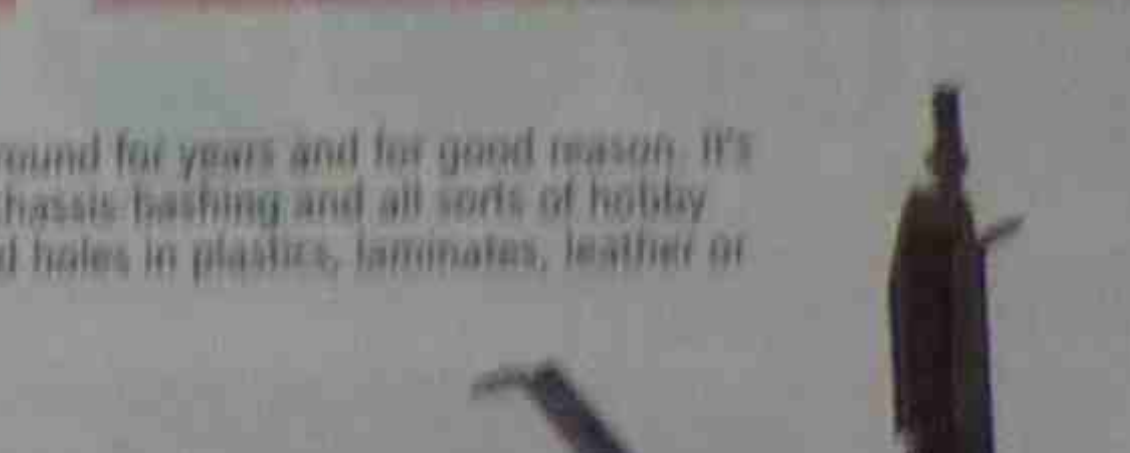 round for years and for good reason. It's
chassis bashing and all sorts of hobby
d holes in plastics, laminates, leather or